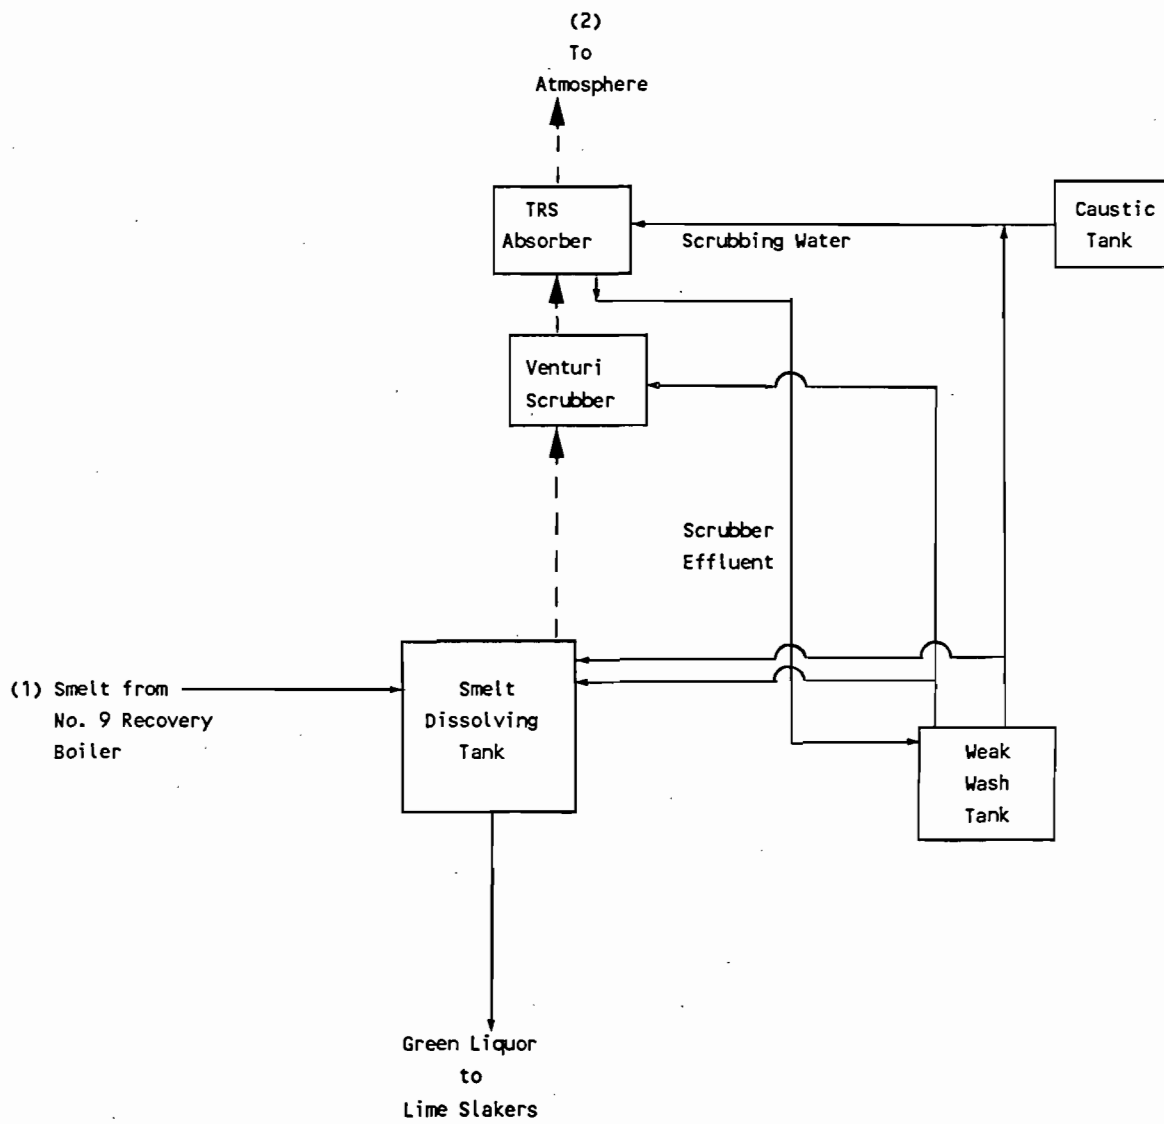 (2)
To
Atmosphere
TRS
Absorber
Scrubbing Water
Caustic
Tank
Venturi
Scrubber
Scrubber
Effluent
(1) Smelt from
No. 9 Recovery
Boiler
Smelt
Dissolving
Tank
Weak
Wash
Tank
Green Liquor
to
Lime Slakers